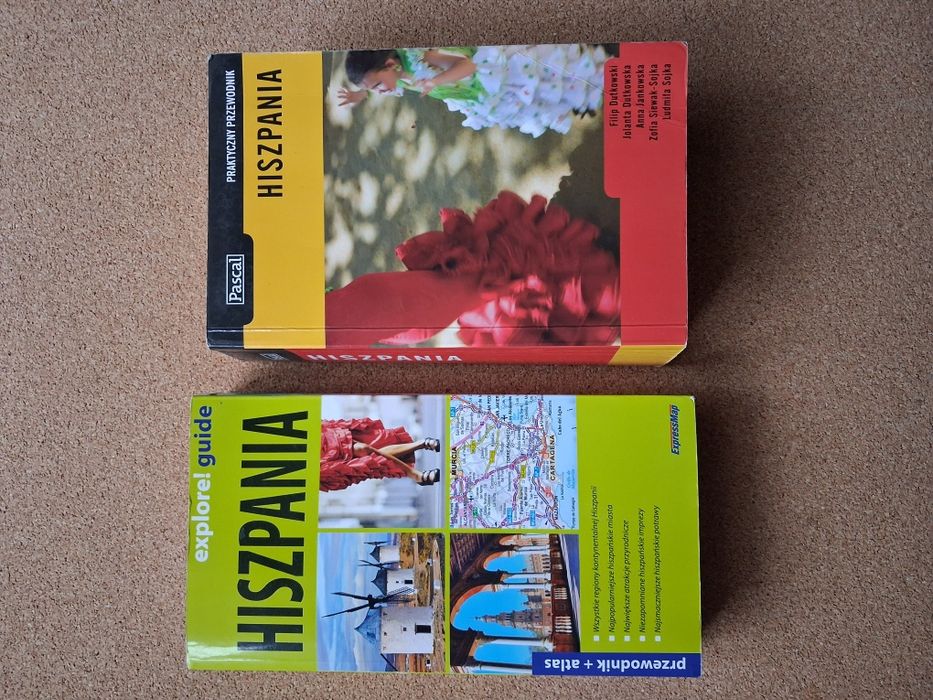 Pascal
PRAKTYCZNY PRZEWODNIK
HISZPANIA
Filip Dutkowski
Jolanta Dutkowska
Anna Jankowska
Zofia Siewak-Sojka
Ludmiła Sojka
HISZPANIA
explore! guide
HISZPANIA
MURCIA
CARTAGENA
Wszystkie regiony kontynentalnej Hiszpanii
Najpopularniejsze hiszpańskie miasta
Największe atrakcje przyrodnicze
Niezapomniane hiszpańskie imprezy
Najsmaczniejsze hiszpańskie potrawy
przewodnik + atlas
ExpressMap